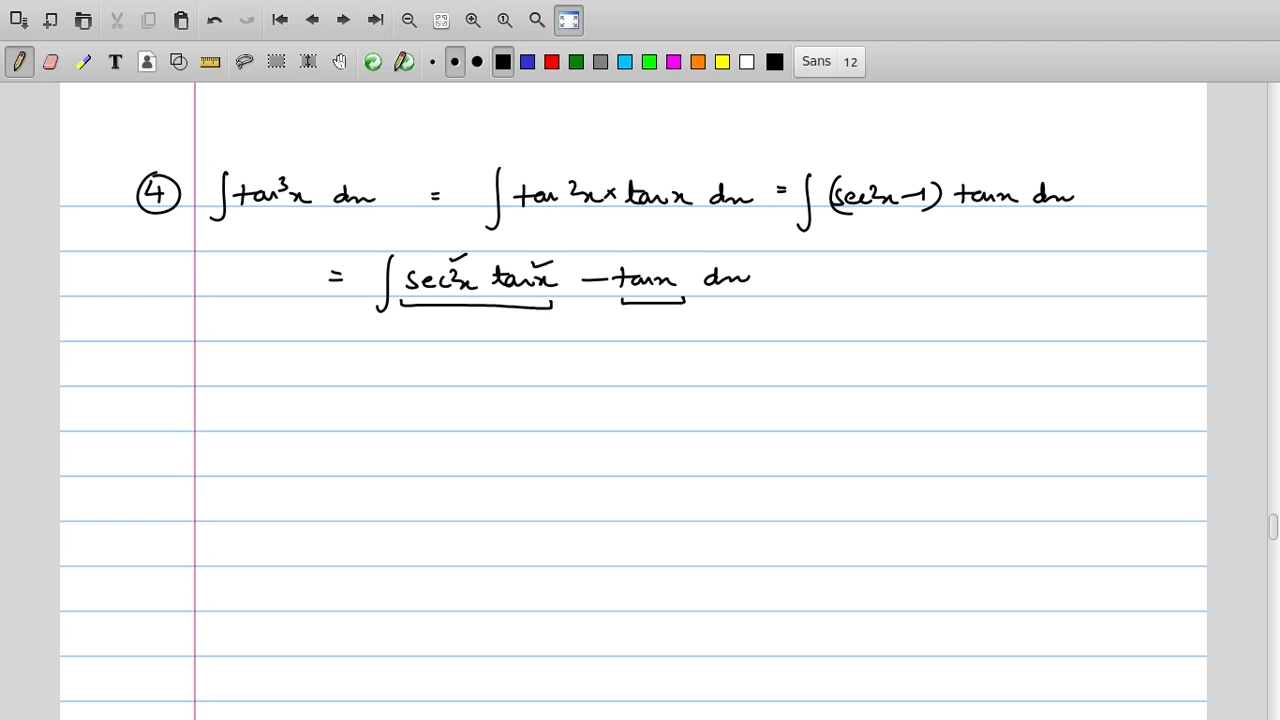 Sans 12
④ ∫tan³x dx = ∫tan²x × tanx dx = ∫(sec²x-1) tanx dx
= ∫sec²x tanx - tanx dx